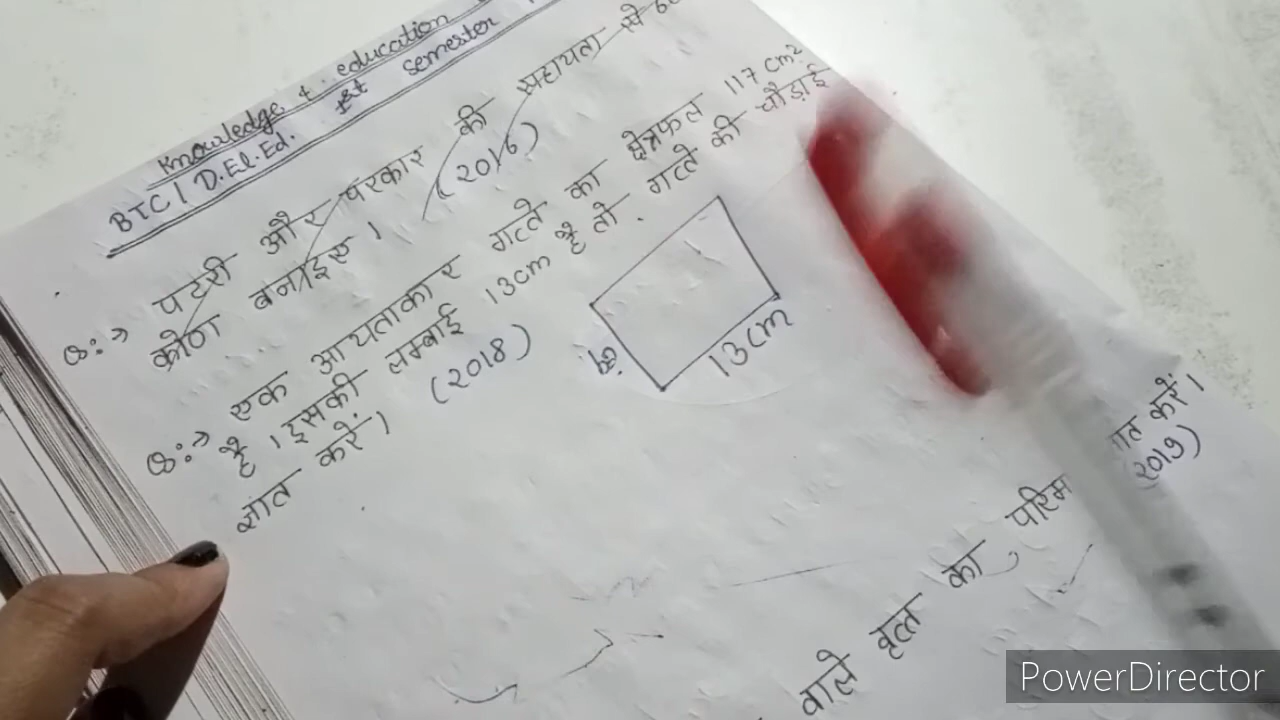 Knowledge & education
BTC / D.El.Ed. 1st semester
Q:→ पटरी और परकार की सहायता से
कोण बनाइए । (2016)
Q:→ एक आयताकार गत्ते का क्षेत्रफल 117 cm²
है । इसकी लम्बाई 13cm है तो गत्ते की चौड़ाई
ज्ञात करें । (2018)
13cm
वाले वृत्त का
(2019)
PowerDirector